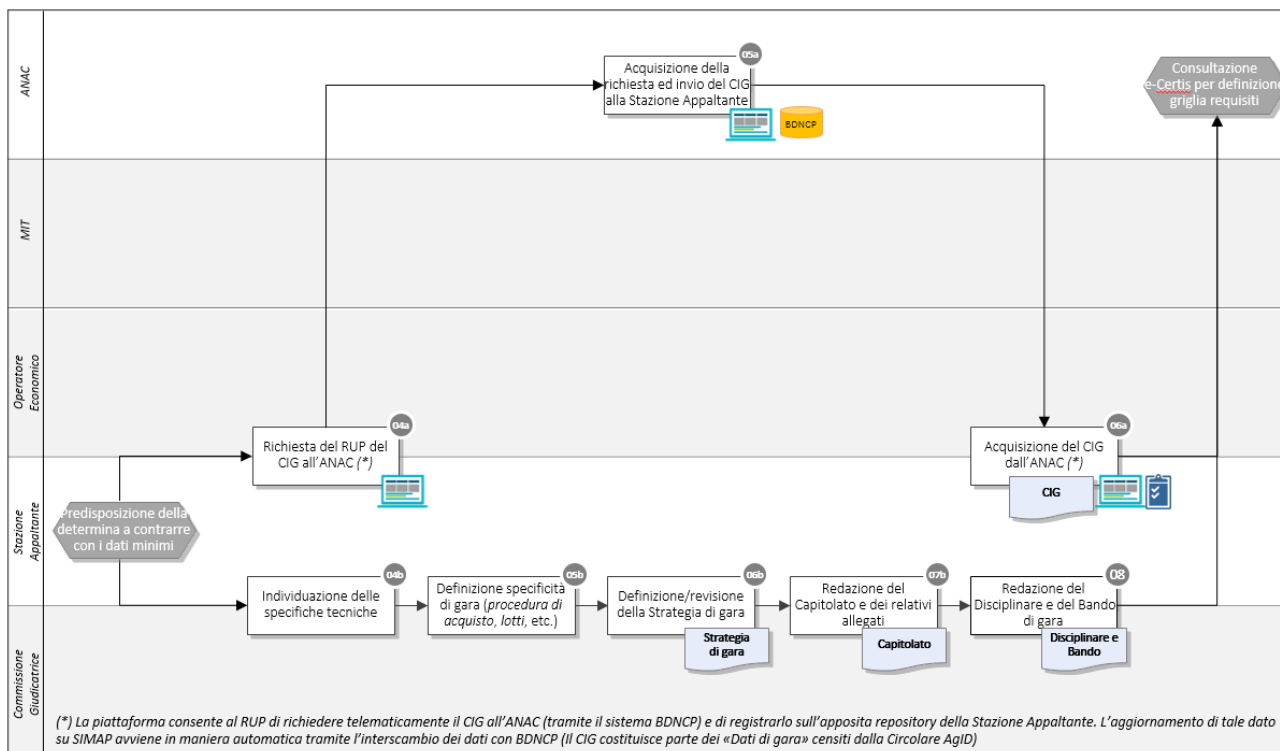 ANAC
05a
Acquisizione della
richiesta ed invio del CIG
alla Stazione Appaltante
BDNCP
Consultazione
e-Certis per definizione
griglia requisiti
MIT
Operatore
Economico
04a
Richiesta del RUP del
CIG all’ANAC (*)
06a
Acquisizione del CIG
dall’ANAC (*)
CIG
Stazione
Appaltante
Predisposizione della
determina a contrarre
con i dati minimi
04b
Individuazione delle
specifiche tecniche
05b
Definizione specificità
di gara (procedura di
acquisto, lotti, etc.)
06b
Definizione/revisione
della Strategia di gara
Strategia
di gara
07b
Redazione del
Capitolato e dei relativi
allegati
Capitolato
08
Redazione del
Disciplinare e del Bando
di gara
Disciplinare e
Bando
Commissione
Giudicatrice
(*) La piattaforma consente al RUP di richiedere telematicamente il CIG all’ANAC (tramite il sistema BDNCP) e di registrarlo sull’apposita repository della Stazione Appaltante. L’aggiornamento di tale dato
su SIMAP avviene in maniera automatica tramite l’interscambio dei dati con BDNCP (Il CIG costituisce parte dei «Dati di gara» censiti dalla Circolare AgID)